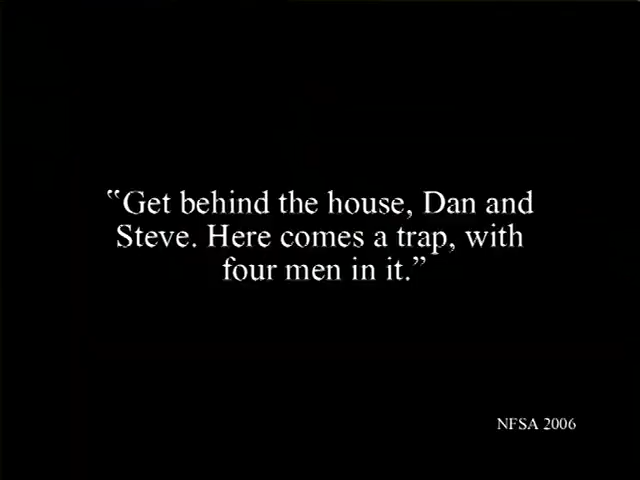 “Get behind the house, Dan and
Steve. Here comes a trap, with
four men in it.”
NFSA 2006